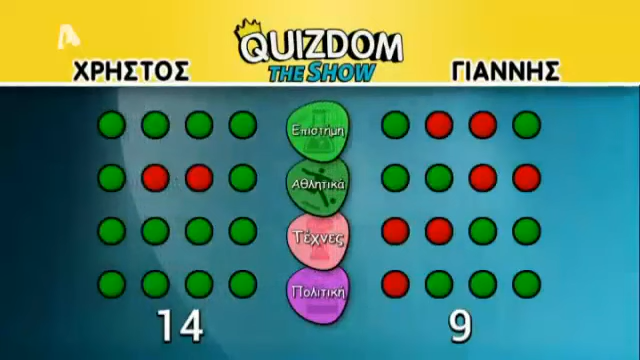 QUIZDOM
THE SHOW
ΧΡΗΣΤΟΣ
ΓΙΑΝΝΗΣ
Επιστήμη
Αθλητικά
Τέχνες
Πολιτική
14
9